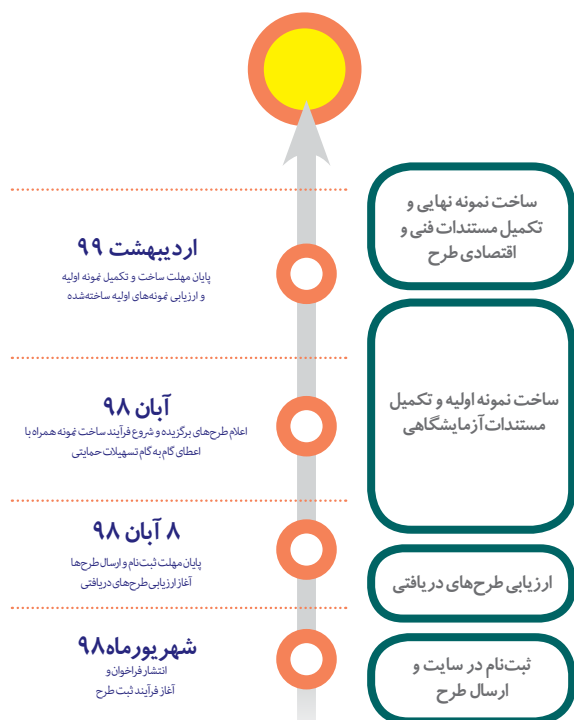 ساخت نمونه نهایی و
تکمیل مستندات فنی و
اقتصادی طرح
اردیبهشت ۹۹
پایان مهلت ساخت و تکمیل نمونه اولیه
و ارزیابی نمونه‌های اولیه ساخته‌شده
ساخت نمونه اولیه و تکمیل
مستندات آزمایشگاهی
آبان ۹۸
اعلام طرح‌های برگزیده و شروع فرآیند ساخت نمونه همراه با
اعطای گام به گام تسهیلات حمایتی
۸ آبان ۹۸
پایان مهلت ثبت‌نام و ارسال طرح‌ها
آغاز ارزیابی طرح‌های دریافتی
ارزیابی طرح‌های دریافتی
شهریورماه۹۸
انتشار فراخوان و
آغاز فرآیند ثبت طرح
ثبت‌نام در سایت و
ارسال طرح